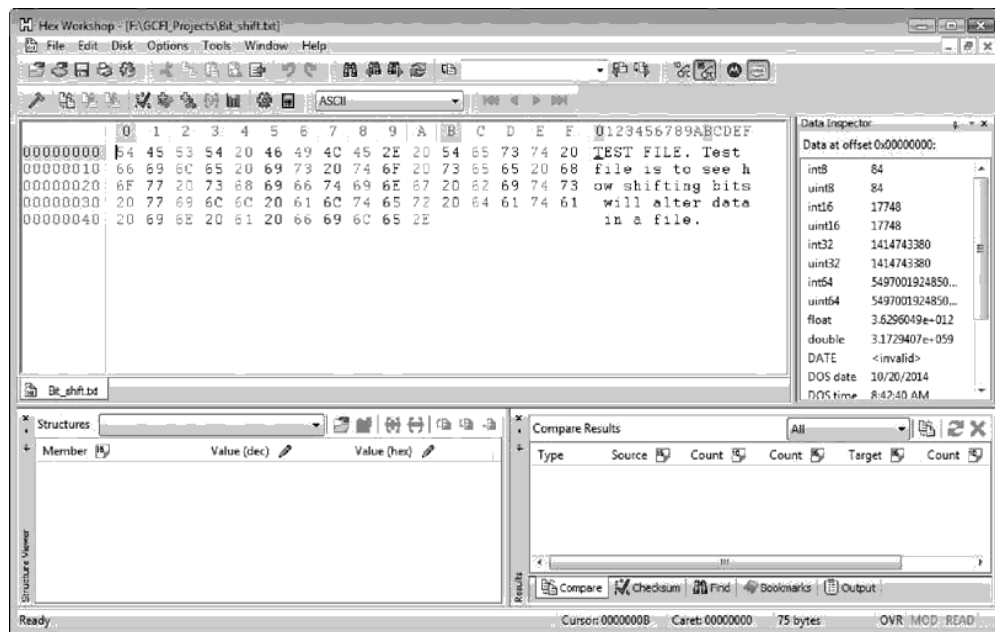 Hex Workshop - [F:\GCFI_Projects\Bit_shift.txt]
File Edit Disk Options Tools Window Help
ASCII
0 1 2 3 4 5 6 7 8 9 A B C D E F 0123456789ABCDEF
00000000 54 45 53 54 20 46 49 4C 45 2E 20 54 65 73 74 20 TEST FILE. Test
00000010 66 69 6C 65 20 69 73 20 74 6F 20 73 65 65 20 68 file is to see h
00000020 6F 77 20 73 68 69 66 74 69 6E 67 20 62 69 74 73 ow shifting bits
00000030 20 77 69 6C 6C 20 61 6C 74 65 72 20 64 61 74 61 will alter data
00000040 20 69 6E 20 61 20 66 69 6C 65 2E in a file.
Bit_shift.txt
Data Inspector
Data at offset 0x00000000:
int8 84
uint8 84
int16 17748
uint16 17748
int32 1414743380
uint32 1414743380
int64 5497001924850...
uint64 5497001924850...
float 3.6296049e+012
double 3.1729407e+059
DATE <invalid>
DOS date 10/20/2014
DOS time 8:42:40 AM
Structures
Member Value (dec) Value (hex)
Structure Viewer
Compare Results All
Type Source Count Count Target Count
Results
Compare Checksum Find Bookmarks Output
Ready Cursor: 0000000B Caret: 00000000 75 bytes OVR MOD READ